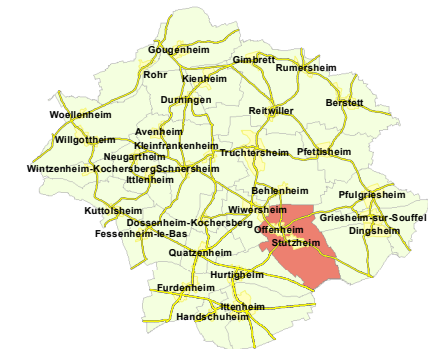 Gougenheim
Gimbrett
Rohr
Kienheim
Rumersheim
Durningen
Berstett
Woellenheim
Reitwiller
Avenheim
Willgottheim
Kleinfrankenheim
Neugartheim
Truchtersheim
Pfettisheim
Wintzenheim-Kochersberg
Schnersheim
Ittlenheim
Behlenheim
Pfulgriesheim
Kuttolsheim
Wiwersheim
Griesheim-sur-Souffel
Dossenheim-Kochersberg
Offenheim
Dingsheim
Fessenheim-le-Bas
Stutzheim
Quatzenheim
Hurtigheim
Furdenheim
Ittenheim
Handschuheim